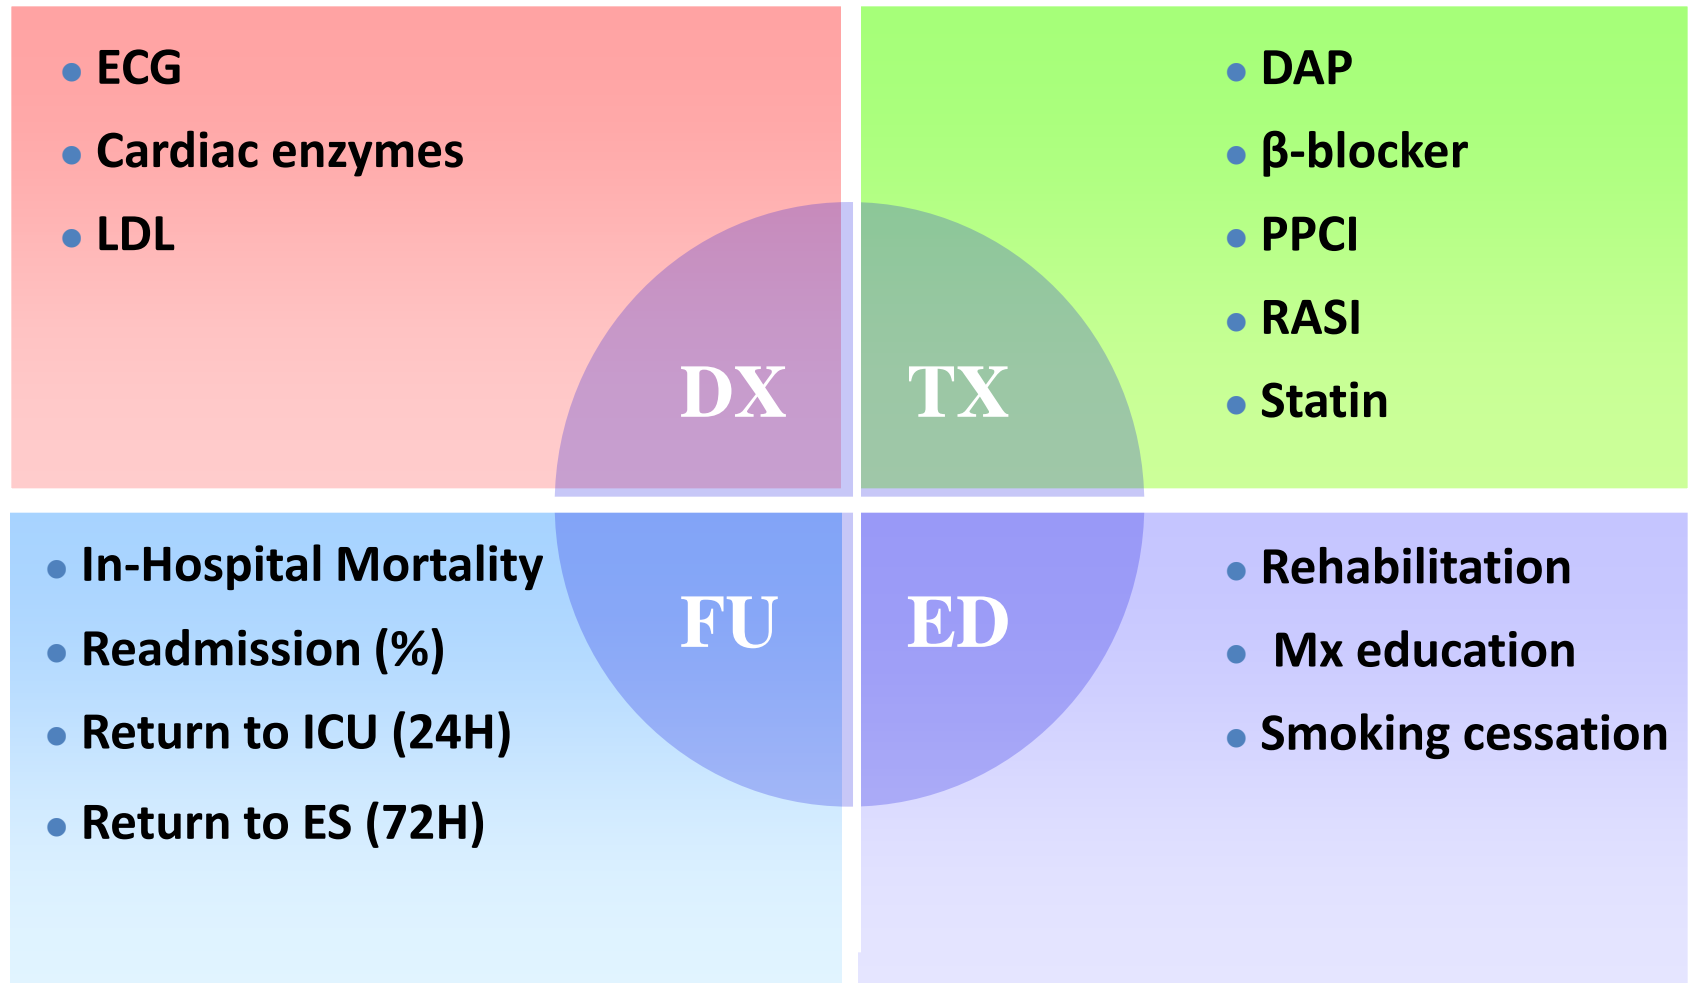 • ECG
• Cardiac enzymes
• LDL
DX
• DAP
• β-blocker
• PPCI
• RASI
• Statin
TX
• In-Hospital Mortality
• Readmission (%)
• Return to ICU (24H)
• Return to ES (72H)
FU
• Rehabilitation
• Mx education
• Smoking cessation
ED